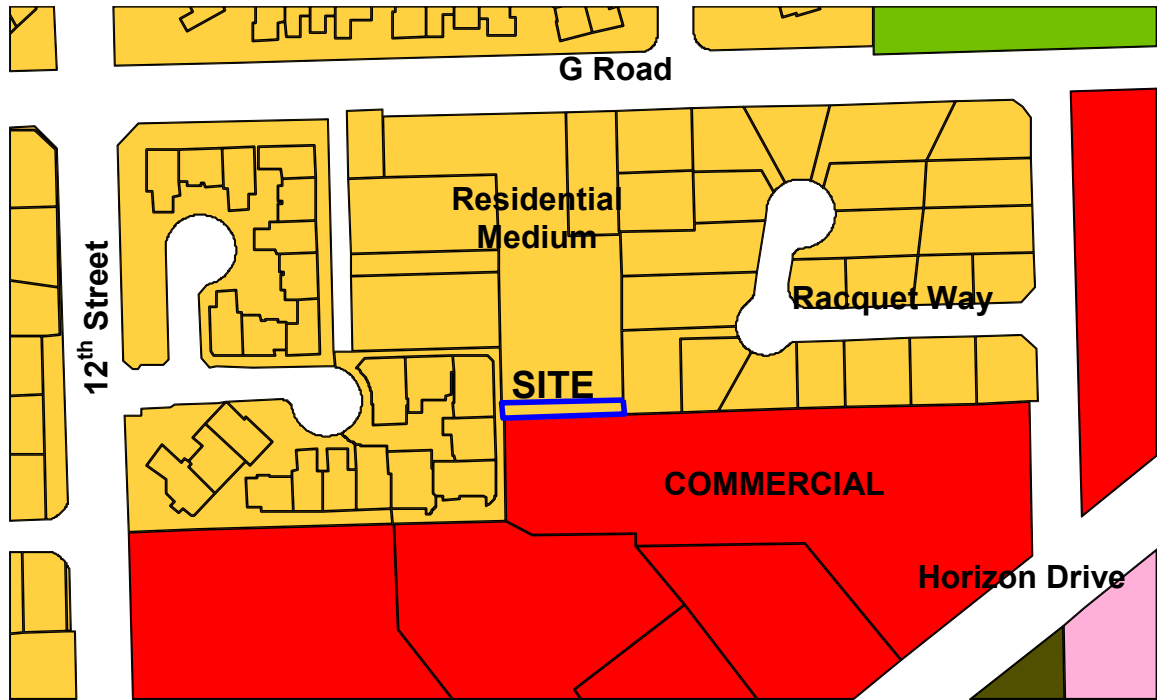 G Road
Residential
Medium
12th Street
Racquet Way
SITE
COMMERCIAL
Horizon Drive